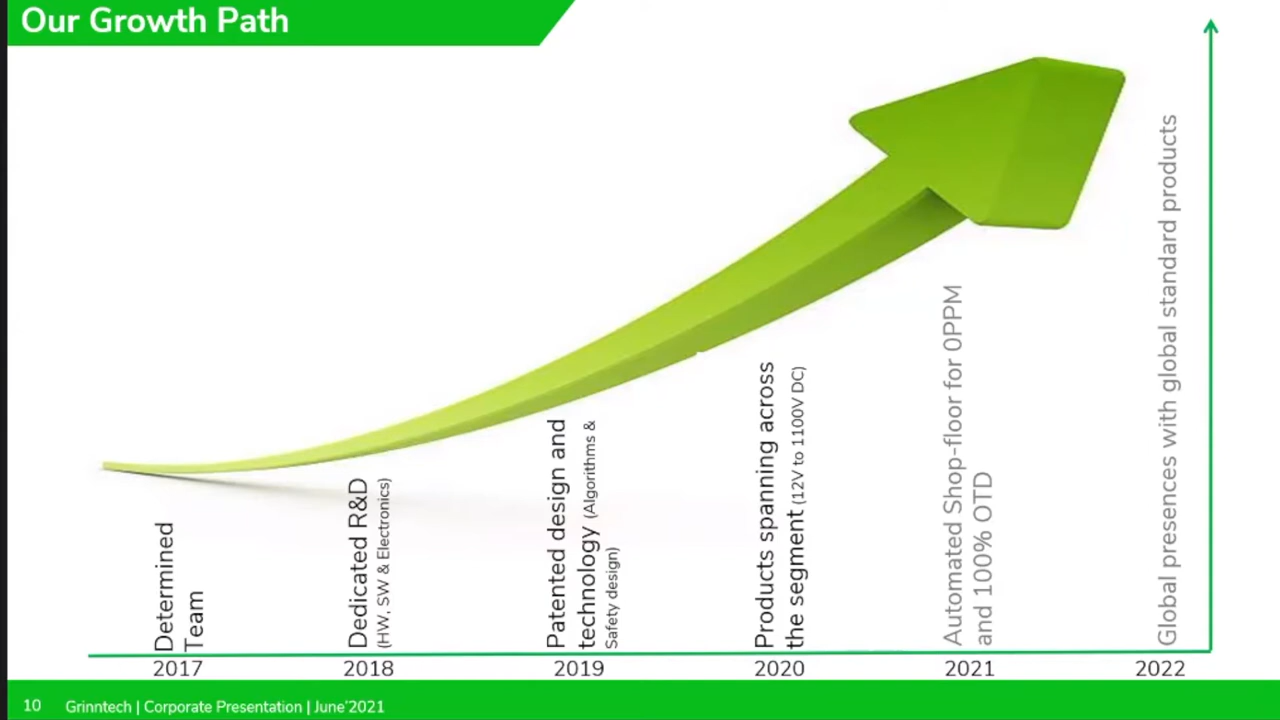 Our Growth Path
Determined
Team
2017
Dedicated R&D
(HW, SW & Electronics)
2018
Patented design and
technology (Algorithms &
Safety design)
2019
Products spanning across
the segment (12V to 1100V DC)
2020
Automated Shop-floor for 0PPM
and 100% OTD
2021
Global presences with global standard products
2022
10 Grinntech | Corporate Presentation | June'2021